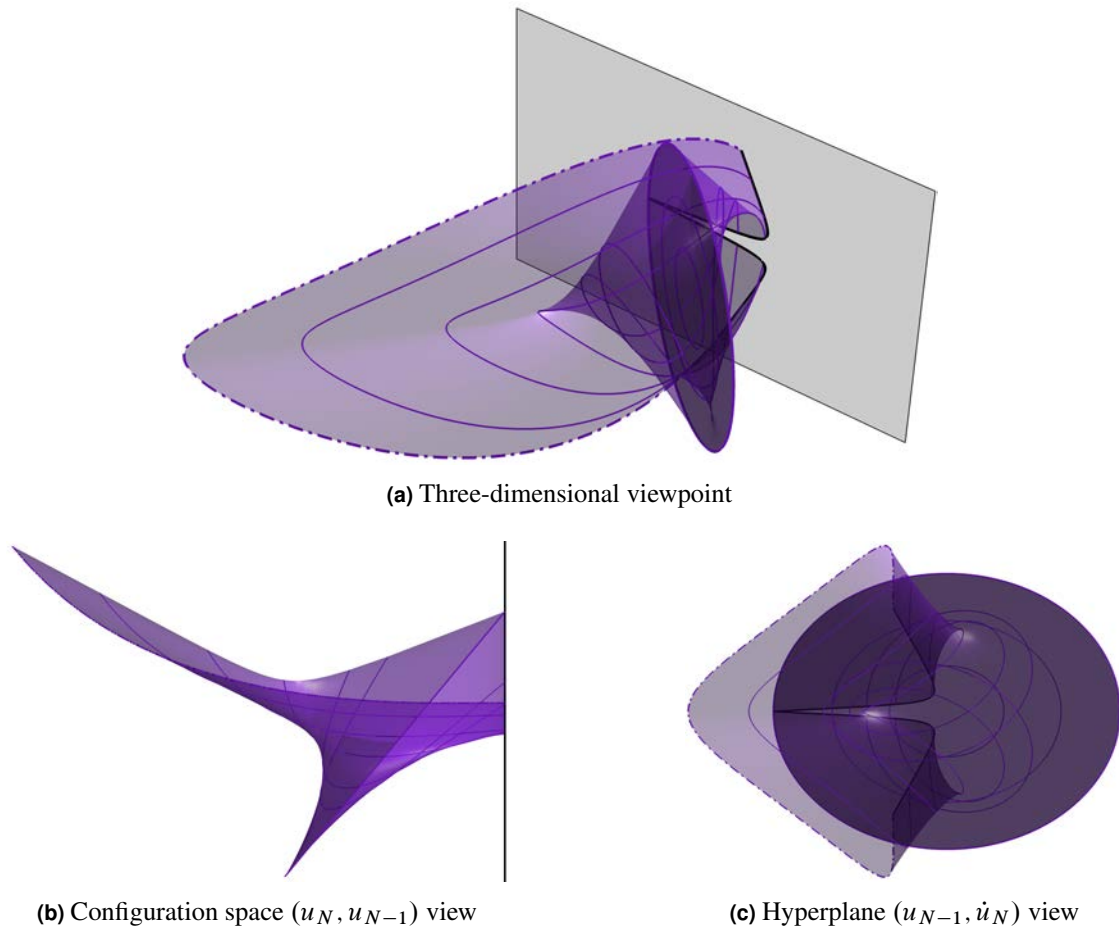 (a) Three-dimensional viewpoint
(b) Configuration space (u_N, u_{N−1}) view
(c) Hyperplane (u_{N−1}, u̇_N) view